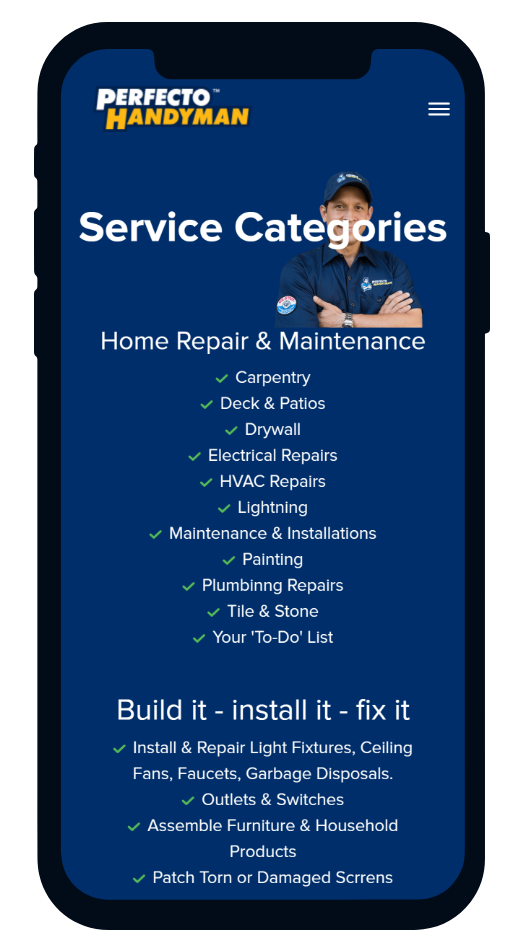 PERFECTO™
HANDYMAN
Service Categories
Home Repair & Maintenance
Carpentry
Deck & Patios
Drywall
Electrical Repairs
HVAC Repairs
Lightning
Maintenance & Installations
Painting
Plumbinng Repairs
Tile & Stone
Your 'To-Do' List
Build it - install it - fix it
Install & Repair Light Fixtures, Ceiling
Fans, Faucets, Garbage Disposals.
Outlets & Switches
Assemble Furniture & Household
Products
Patch Torn or Damaged Scrrens